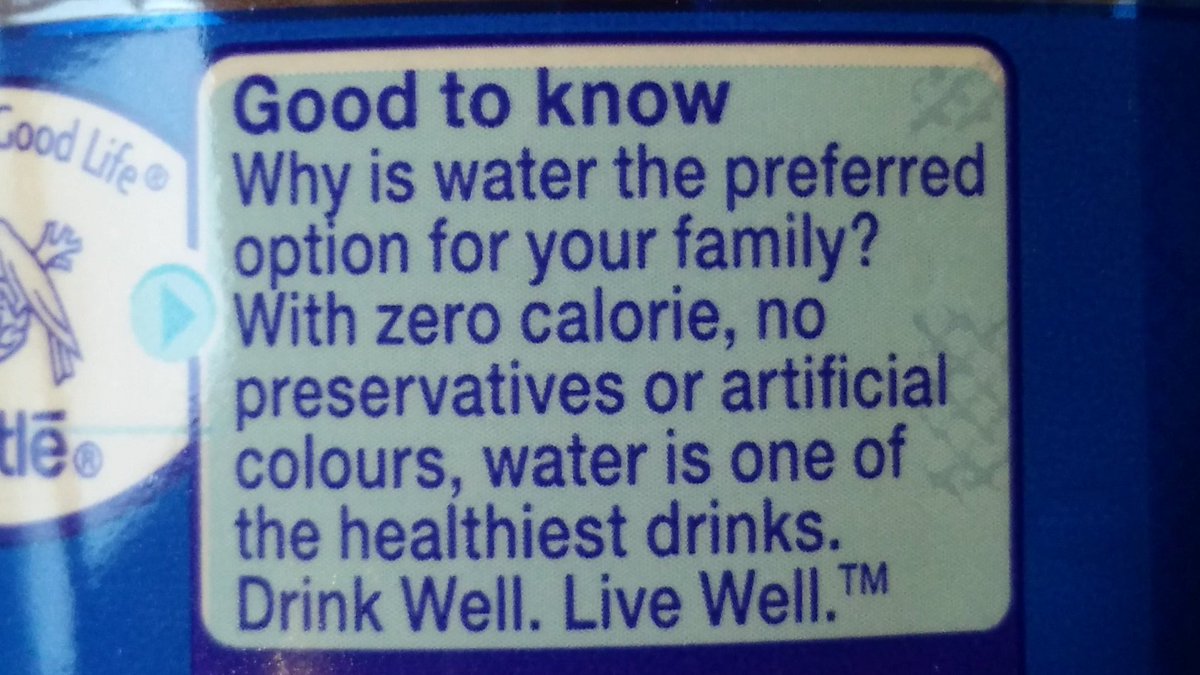 Good Life®
Good to know
Why is water the preferred
option for your family?
With zero calorie, no
preservatives or artificial
colours, water is one of
the healthiest drinks.
Drink Well. Live Well.™
tlē®